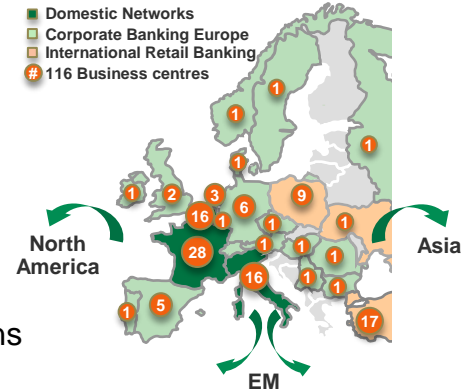 Domestic Networks
Corporate Banking Europe
International Retail Banking
# 116 Business centres
1
1
1
1
1
2
3
6
9
16
1
1
1
28
1
1
1
16
1
1
1
5
17
North
America
Asia
ns
EM